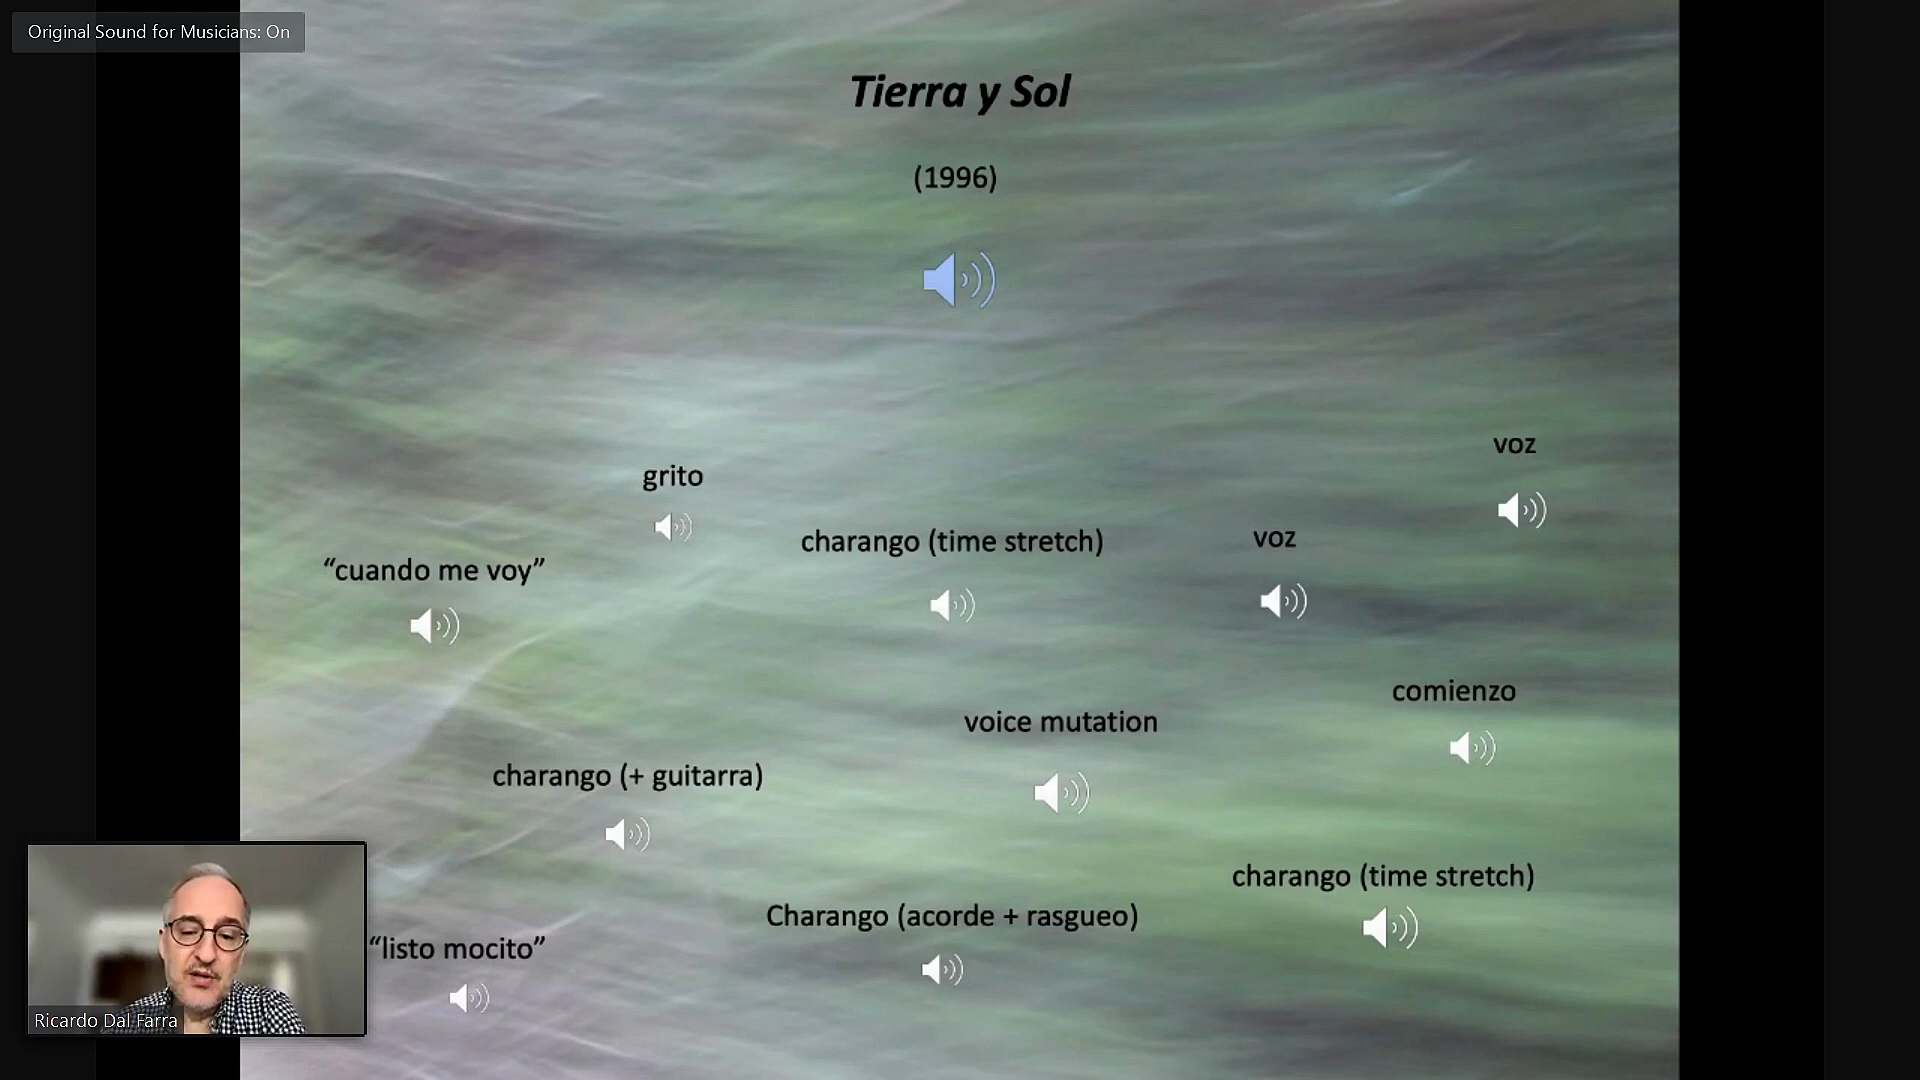 Original Sound for Musicians: On
Tierra y Sol
(1996)
voz
grito
charango (time stretch)
voz
“cuando me voy”
comienzo
voice mutation
charango (+ guitarra)
charango (time stretch)
Charango (acorde + rasgueo)
“listo mocito”
Ricardo Dal Farra